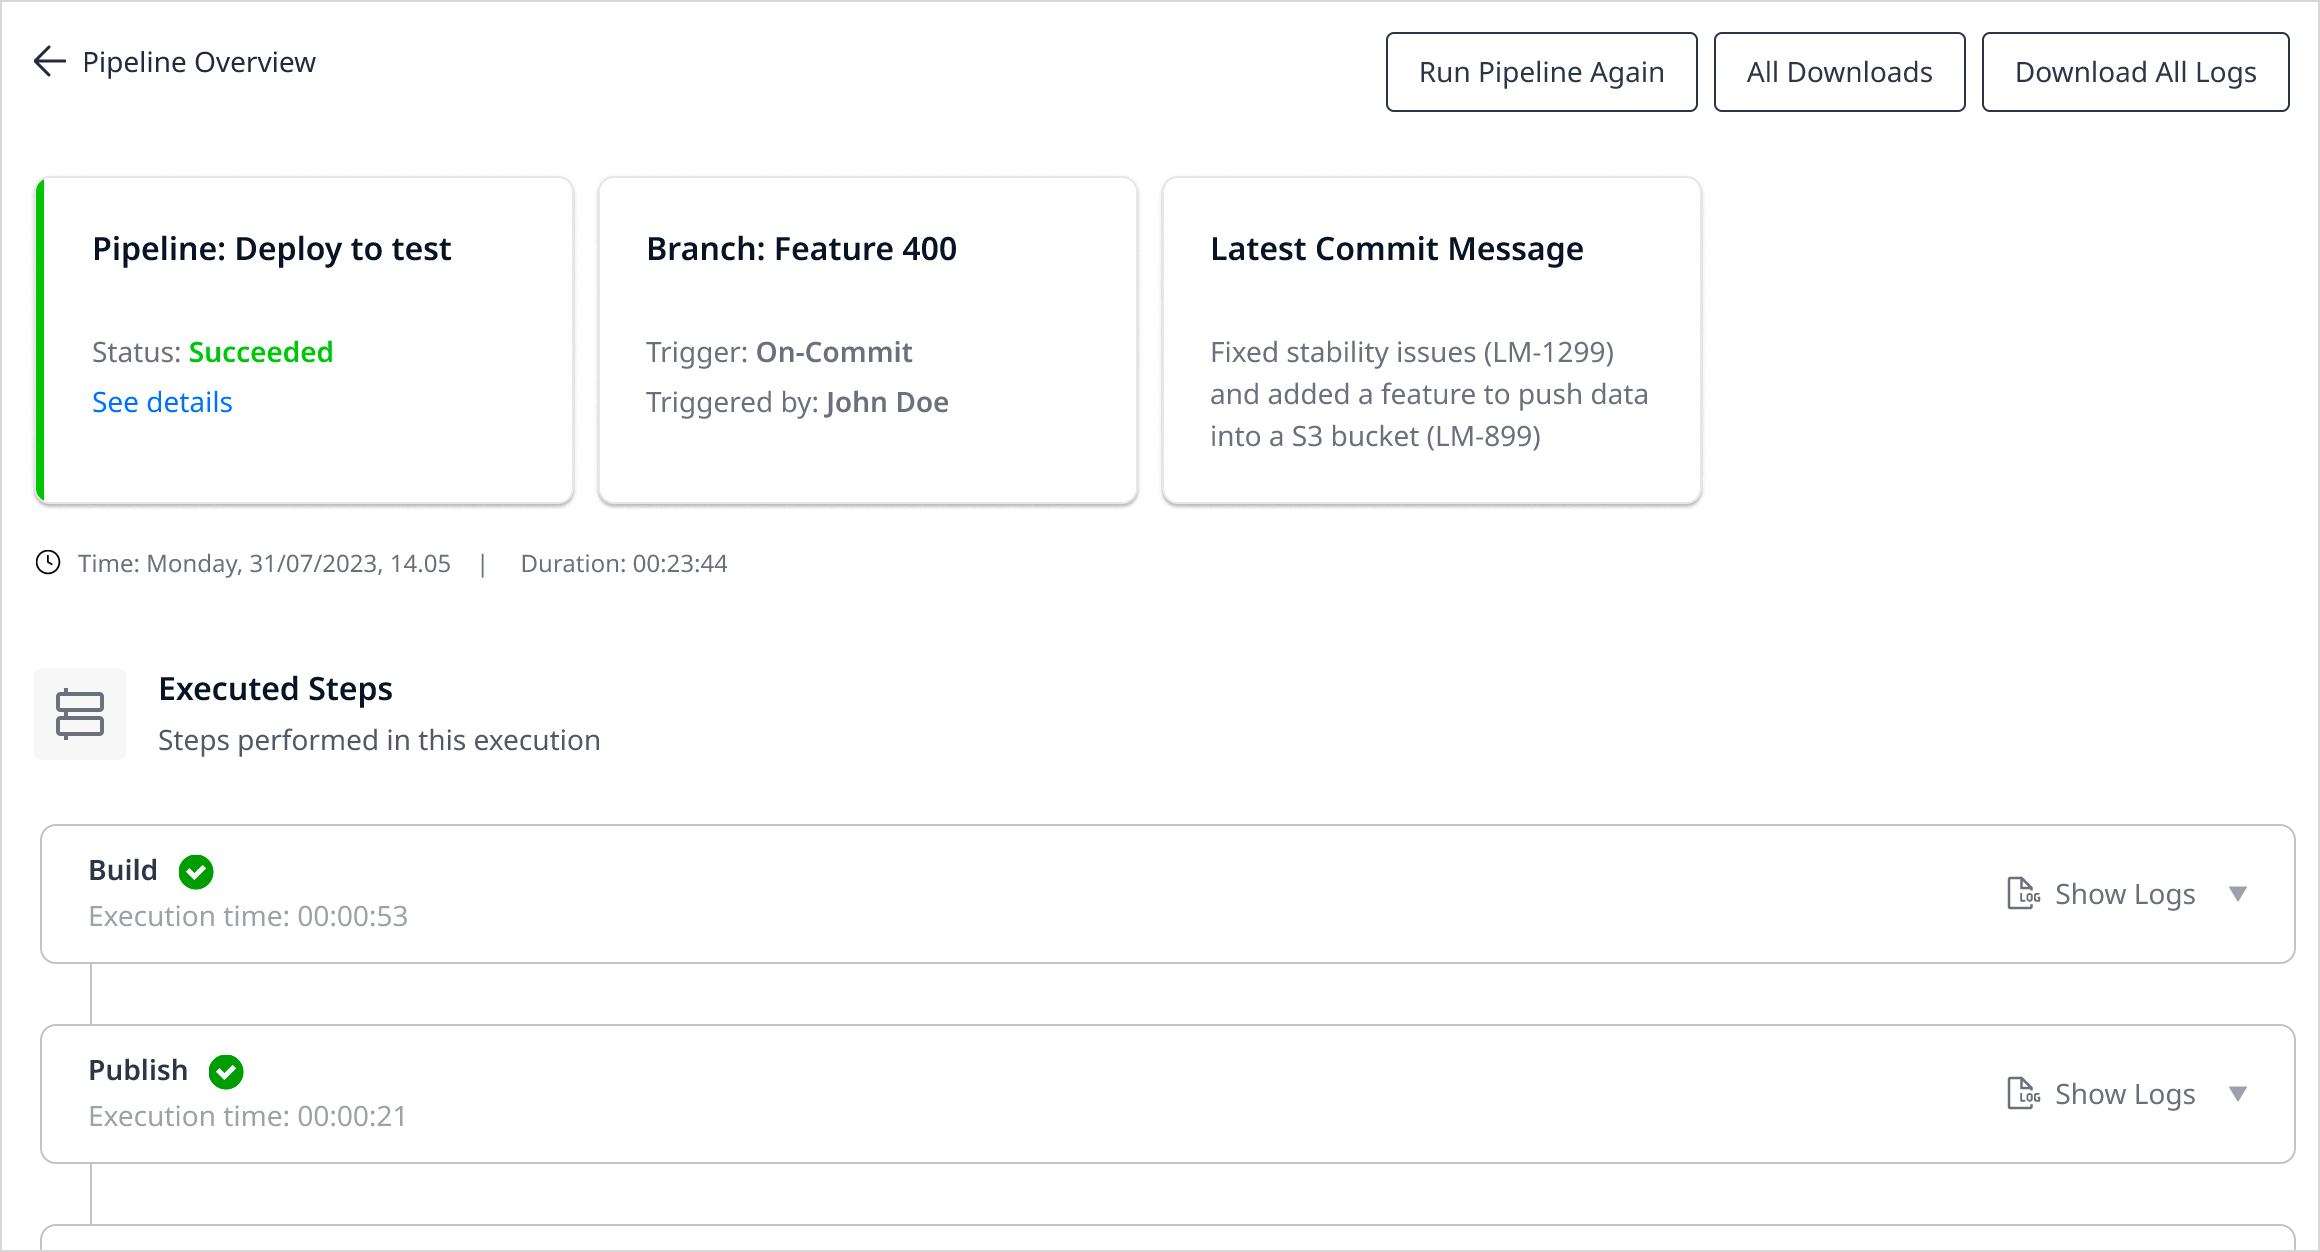 Pipeline Overview
Run Pipeline Again
All Downloads
Download All Logs
Pipeline: Deploy to test
Status: Succeeded
See details
Branch: Feature 400
Trigger: On-Commit
Triggered by: John Doe
Latest Commit Message
Fixed stability issues (LM-1299)
and added a feature to push data
into a S3 bucket (LM-899)
Time: Monday, 31/07/2023, 14.05 | Duration: 00:23:44
Executed Steps
Steps performed in this execution
Build
Execution time: 00:00:53
LOG Show Logs
Publish
Execution time: 00:00:21
LOG Show Logs